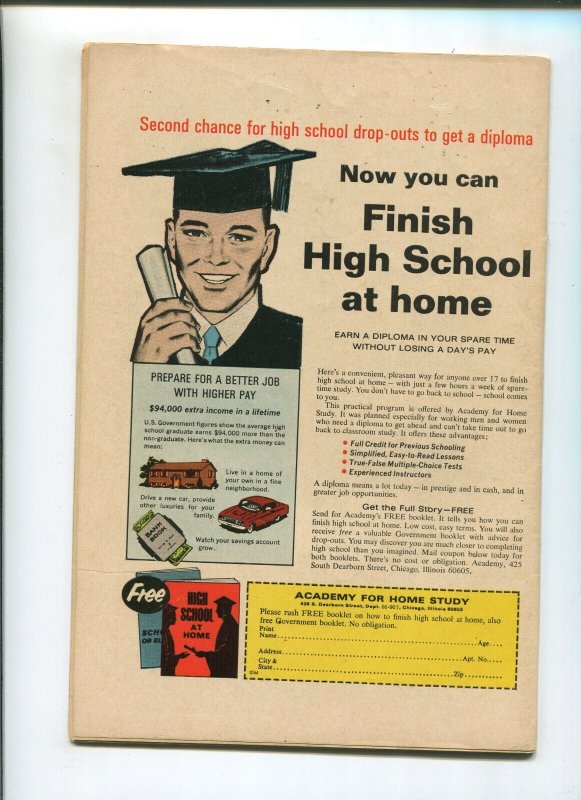 Second chance for high school drop-outs to get a diploma
Now you can
Finish
High School
at home
EARN A DIPLOMA IN YOUR SPARE TIME
WITHOUT LOSING A DAY'S PAY
PREPARE FOR A BETTER JOB
WITH HIGHER PAY
$94,000 extra income in a lifetime
U.S. Government figures show the average high
school graduate earns $94,000 more than the
non-graduate. Here's what the extra money can
mean:
Live in a home of
your own in a fine
neighborhood.
Drive a new car, provide
other luxuries for your
family.
BANK
BOOK
Watch your savings account
grow.
Here's a convenient, pleasant way for anyone over 17 to finish
high school at home — with just a few hours a week of spare-
time study. You don't have to go back to school — school comes
to you.
This practical program is offered by Academy for Home
Study. It was planned especially for working men and women
who need a diploma to get ahead and can't take time out to go
back to classroom study. It offers these advantages:
• Full Credit for Previous Schooling
• Simplified, Easy-to-Read Lessons
• True-False Multiple-Choice Tests
• Experienced Instructors
A diploma means a lot today — in prestige and in cash, and in
greater job opportunities.
Get the Full Story—FREE
Send for Academy's FREE booklet. It tells you how you can
finish high school at home. Low cost, easy terms. You will also
receive free a valuable Government booklet with advice for
drop-outs. You may discover you are much closer to completing
high school than you imagined. Mail coupon today for
both booklets. There's no cost or obligation. Academy, 425
South Dearborn Street, Chicago, Illinois 60605.
Free
SCH
OR EL
HIGH
SCHOOL
AT
HOME
ACADEMY FOR HOME STUDY
S. Dearborn Street, Dept. Chicago, Illinois 60605
Please rush FREE booklet on how to finish high school at home, also
free Government booklet. No obligation.
Print
Name Age
Address Apt. No.
City &
State Zip